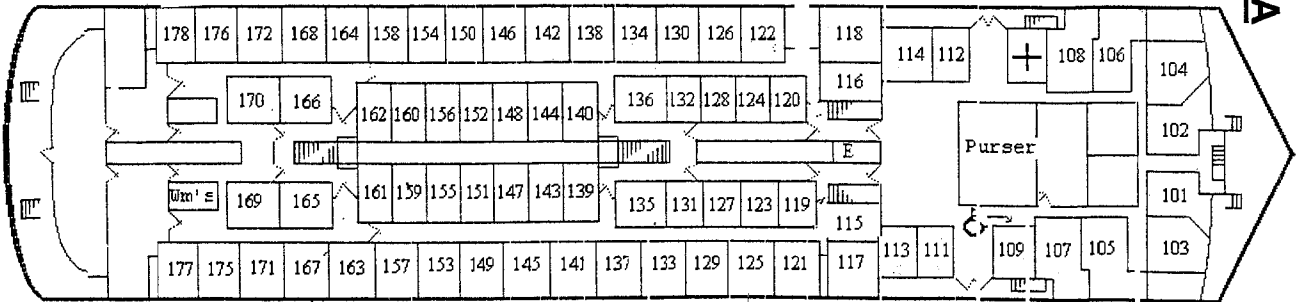 A
178 176 172 168 164 158 154 150 146 142 138 134 130 126 122 118 114 112 108 106 104
170 166 162 160 156 152 148 144 140 136 132 128 124 120 116 102
E Purser
Wm's 169 165 161 159 155 151 147 143 139 135 131 127 123 119 115 101
177 175 171 167 163 157 153 149 145 141 137 133 129 125 121 117 113 111 109 107 105 103